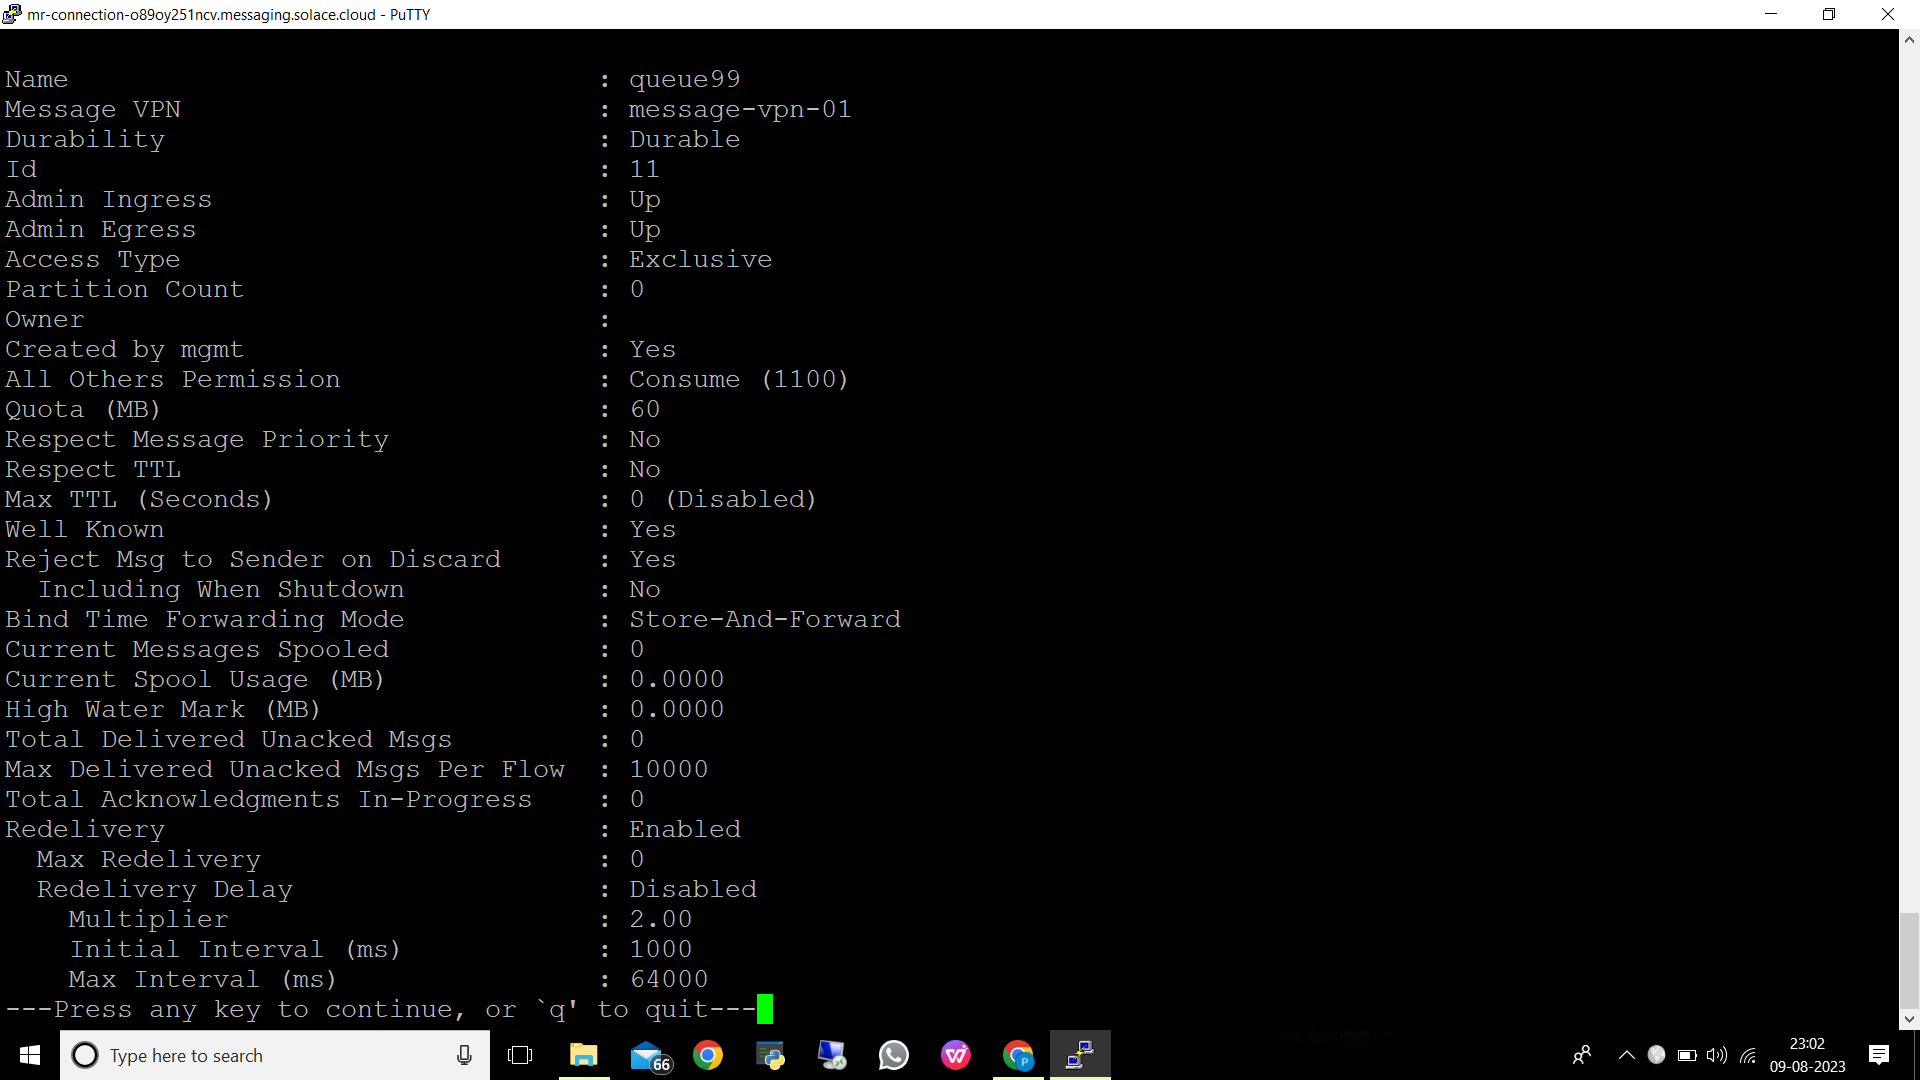 mr-connection-o89oy251ncv.messaging.solace.cloud - PuTTY
Name : queue99
Message VPN : message-vpn-01
Durability : Durable
Id : 11
Admin Ingress : Up
Admin Egress : Up
Access Type : Exclusive
Partition Count : 0
Owner :
Created by mgmt : Yes
All Others Permission : Consume (1100)
Quota (MB) : 60
Respect Message Priority : No
Respect TTL : No
Max TTL (Seconds) : 0 (Disabled)
Well Known : Yes
Reject Msg to Sender on Discard : Yes
Including When Shutdown : No
Bind Time Forwarding Mode : Store-And-Forward
Current Messages Spooled : 0
Current Spool Usage (MB) : 0.0000
High Water Mark (MB) : 0.0000
Total Delivered Unacked Msgs : 0
Max Delivered Unacked Msgs Per Flow : 10000
Total Acknowledgments In-Progress : 0
Redelivery : Enabled
Max Redelivery : 0
Redelivery Delay : Disabled
Multiplier : 2.00
Initial Interval (ms) : 1000
Max Interval (ms) : 64000
---Press any key to continue, or `q' to quit---
Type here to search
66
P
23:02
09-08-2023